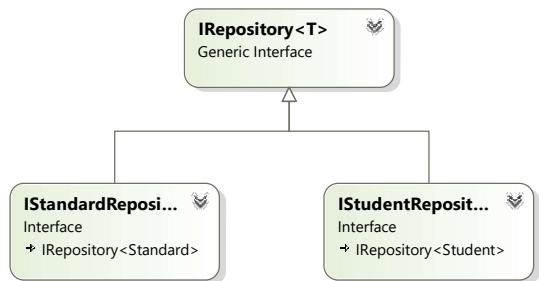 IRepository<T>
Generic Interface
IStandardReposi...
Interface
IRepository<Standard>
IStudentReposit...
Interface
IRepository<Student>